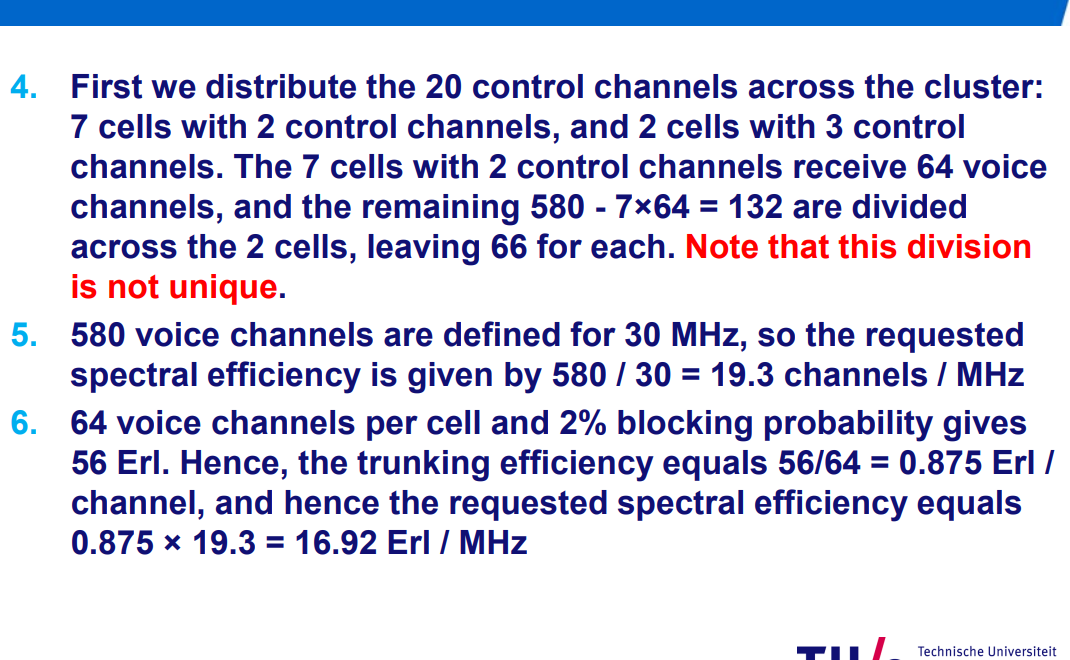 4. First we distribute the 20 control channels across the cluster:
7 cells with 2 control channels, and 2 cells with 3 control
channels. The 7 cells with 2 control channels receive 64 voice
channels, and the remaining 580 - 7×64 = 132 are divided
across the 2 cells, leaving 66 for each. Note that this division
is not unique.
5. 580 voice channels are defined for 30 MHz, so the requested
spectral efficiency is given by 580 / 30 = 19.3 channels / MHz
6. 64 voice channels per cell and 2% blocking probability gives
56 Erl. Hence, the trunking efficiency equals 56/64 = 0.875 Erl /
channel, and hence the requested spectral efficiency equals
0.875 × 19.3 = 16.92 Erl / MHz
Technische Universiteit